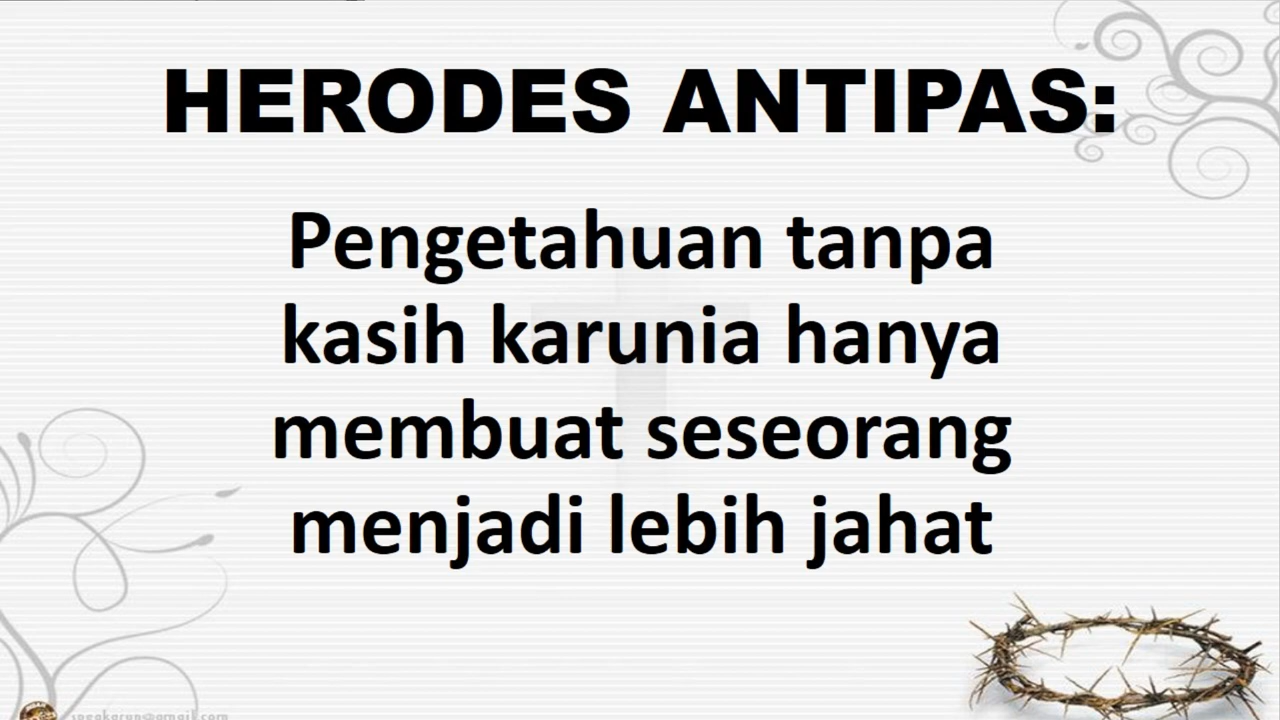 HERODES ANTIPAS:
Pengetahuan tanpa
kasih karunia hanya
membuat seseorang
menjadi lebih jahat